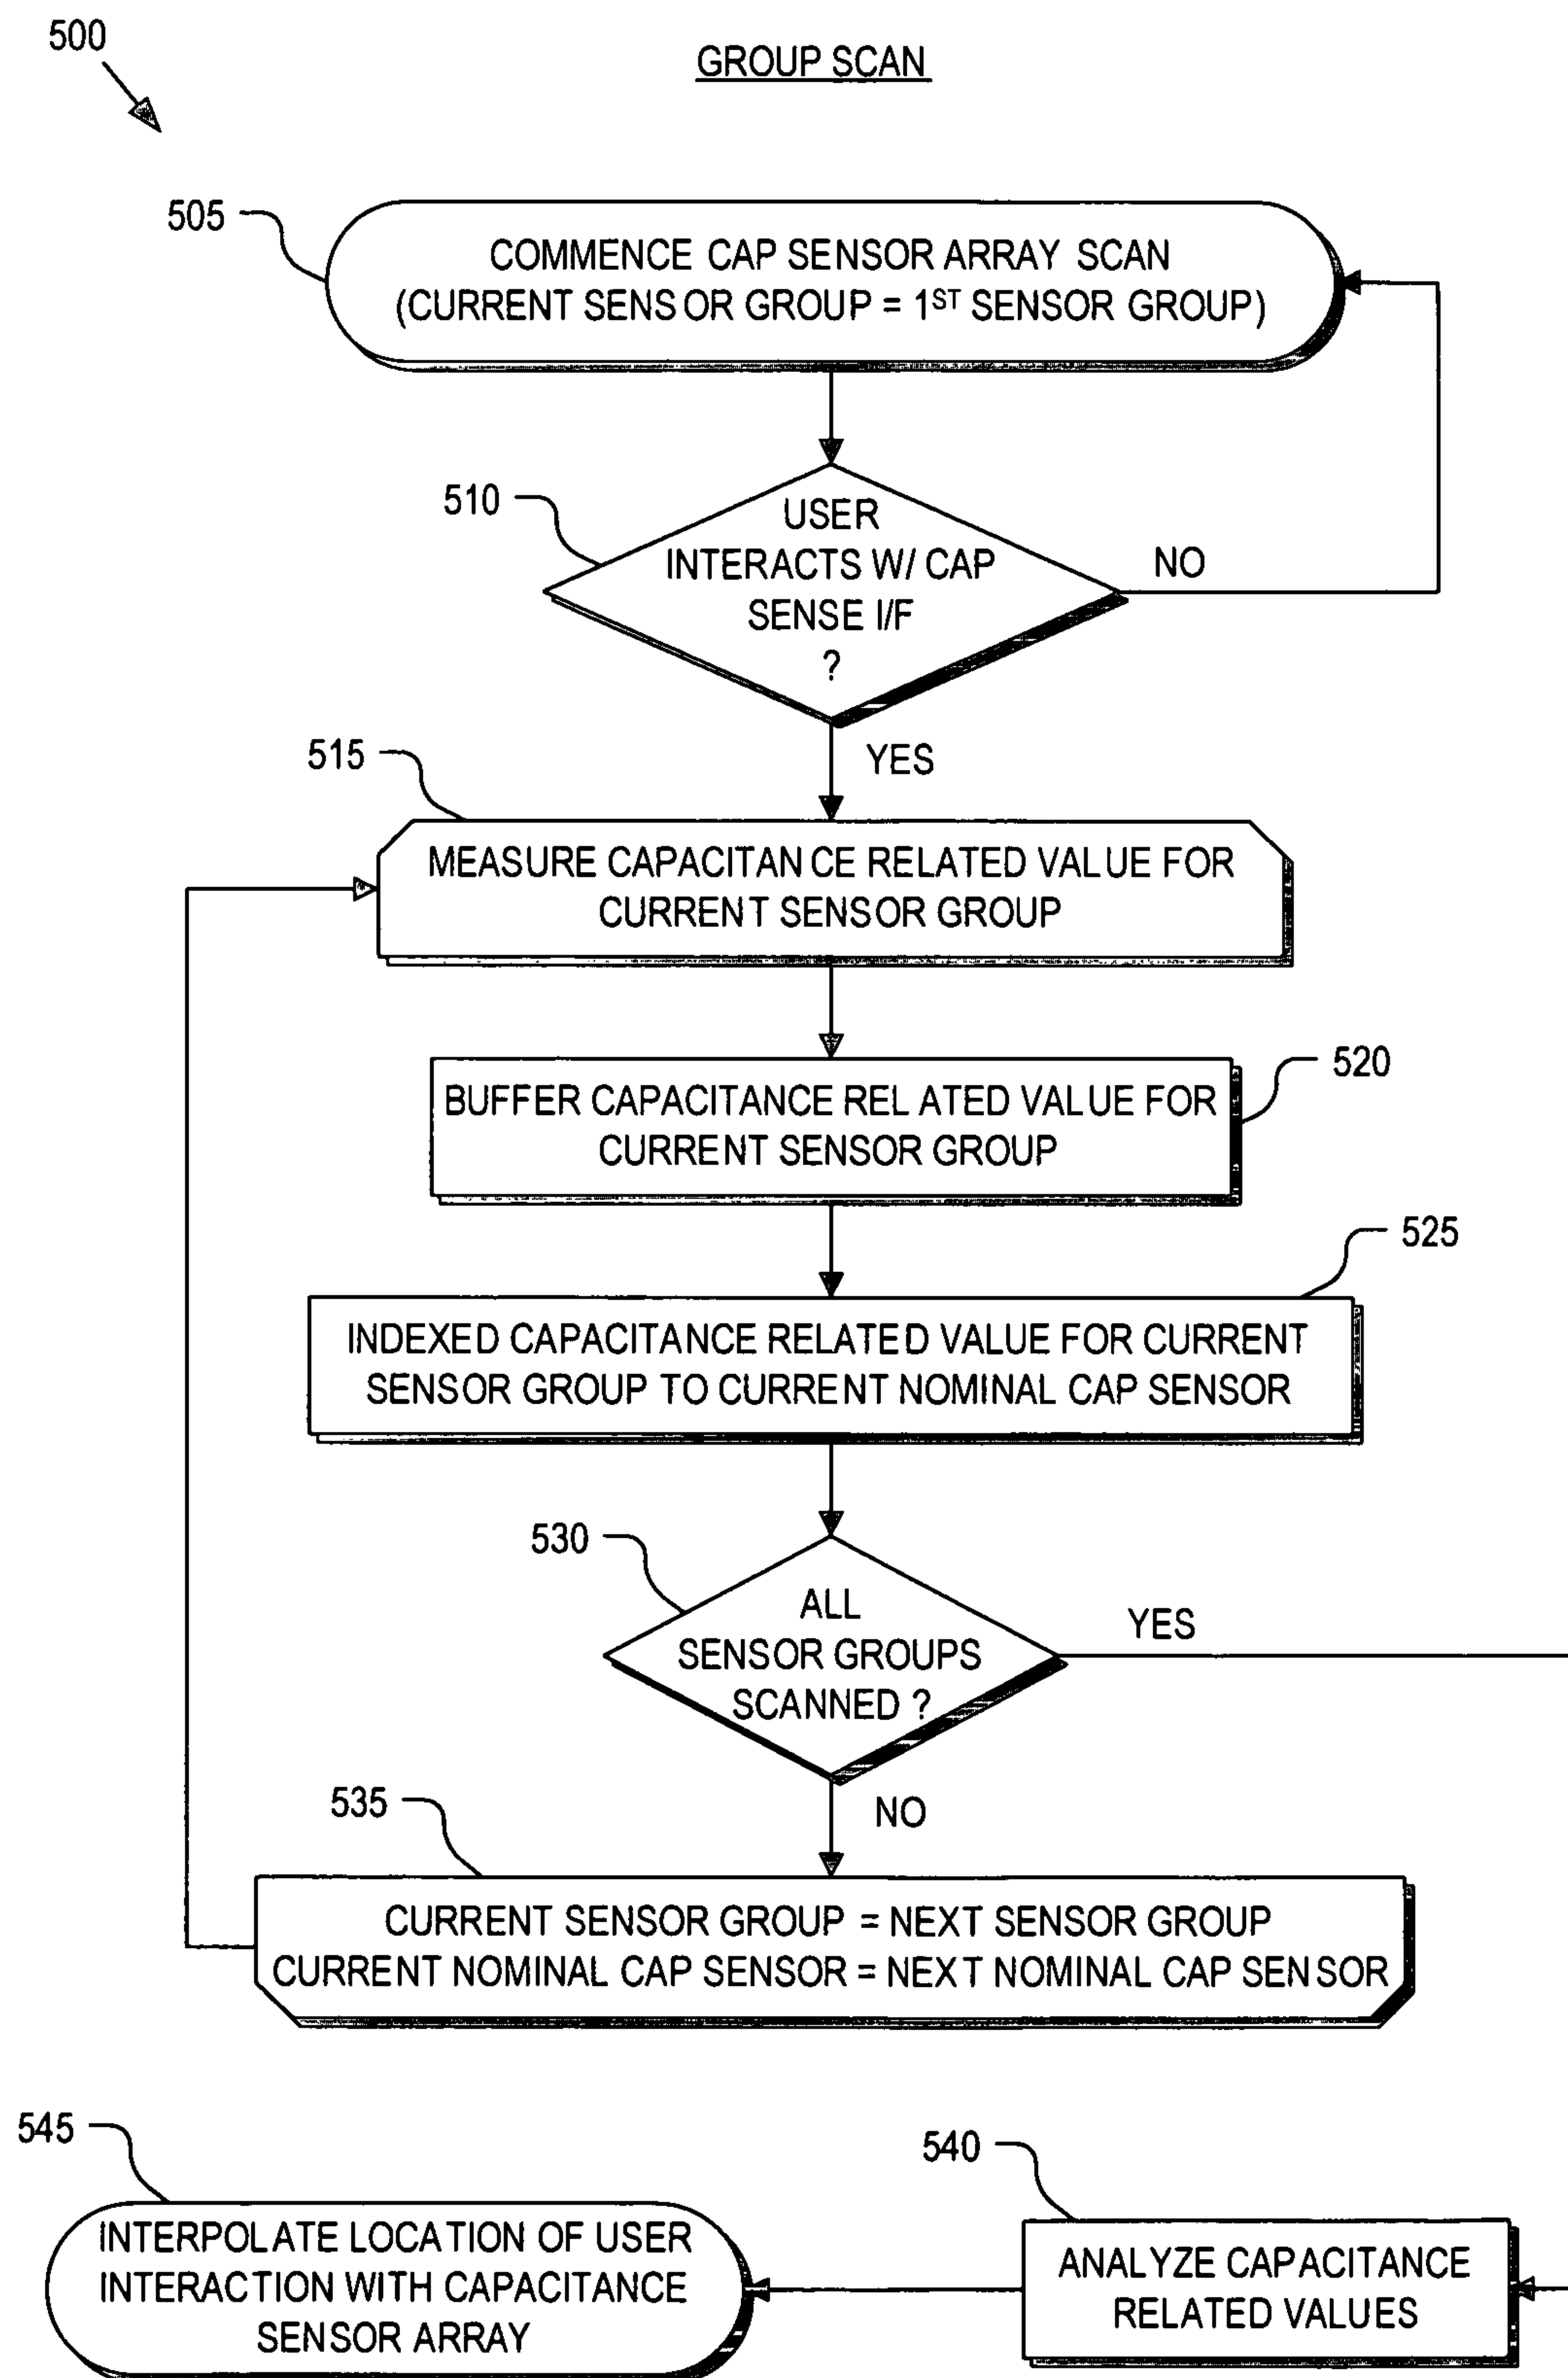 500
GROUP SCAN
505
COMMENCE CAP SENSOR ARRAY SCAN
(CURRENT SENSOR GROUP = 1ST SENSOR GROUP)
510
USER
INTERACTS W/ CAP
SENSE I/F
?
NO
YES
515
MEASURE CAPACITANCE RELATED VALUE FOR
CURRENT SENSOR GROUP
520
BUFFER CAPACITANCE RELATED VALUE FOR
CURRENT SENSOR GROUP
525
INDEXED CAPACITANCE RELATED VALUE FOR CURRENT
SENSOR GROUP TO CURRENT NOMINAL CAP SENSOR
530
ALL
SENSOR GROUPS
SCANNED ?
YES
NO
535
CURRENT SENSOR GROUP = NEXT SENSOR GROUP
CURRENT NOMINAL CAP SENSOR = NEXT NOMINAL CAP SENSOR
545
INTERPOLATE LOCATION OF USER
INTERACTION WITH CAPACITANCE
SENSOR ARRAY
540
ANALYZE CAPACITANCE
RELATED VALUES